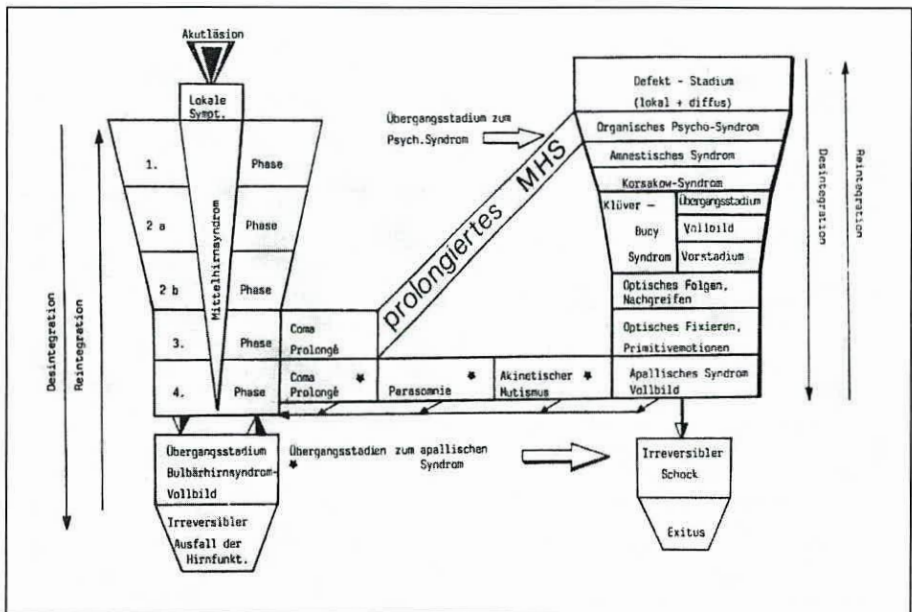 Akutläsion
Lokale
Sympt.
1. Phase
2 a Phase
2 b Phase
3. Phase
4. Phase
Mittelhirnsyndrom
Desintegration
Reintegration
Coma
Prolongê
Coma
Prolongê ★
Parasomnie ★
Akinetischer ★
Mutismus
Apallisches Syndrom
Vollbild
prolongiertes MHS
Übergangsstadium zum
Psych.Syndrom
Defekt - Stadium
(lokal + diffus)
Organisches Psycho-Syndrom
Amnestisches Syndrom
Korsakow-Syndrom
Klüver –
Bucy
Syndrom
Übergangsstadium
Vollbild
Vorstadium
Optisches Folgen,
Nachgreifen
Optisches Fixieren,
Primitivemotionen
Desintegration
Reintegration
Übergangsstadium
Bulbärhirnsyndrom-
Vollbild
Irreversibler
Ausfall der
Hirnfunkt.
Übergangsstadien zum apallischen
★ Syndrom
Irreversibler
Schock
Exitus